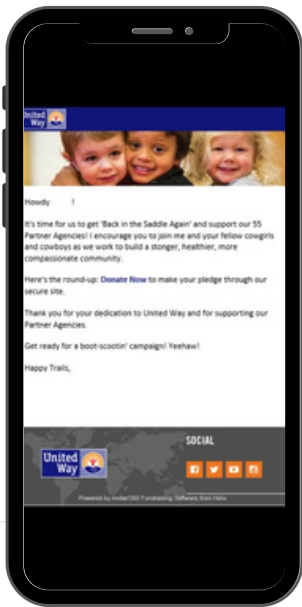 United
Way
Howdy !
It's time for us to get 'Back in the Saddle Again' and support our 55
Partner Agencies! I encourage you to join me and your fellow cowgirls
and cowboys as we work to build a stonger, healthier, more
compassionate community.
Here's the round-up: Donate Now to make your pledge through our
secure site.
Thank you for your dedication to United Way and for supporting our
Partner Agencies.
Get ready for a boot-scootin' campaign! Yeehaw!
Happy Trails,
SOCIAL
United
Way
Powered by Andar/360 Fundraising Software from Helix